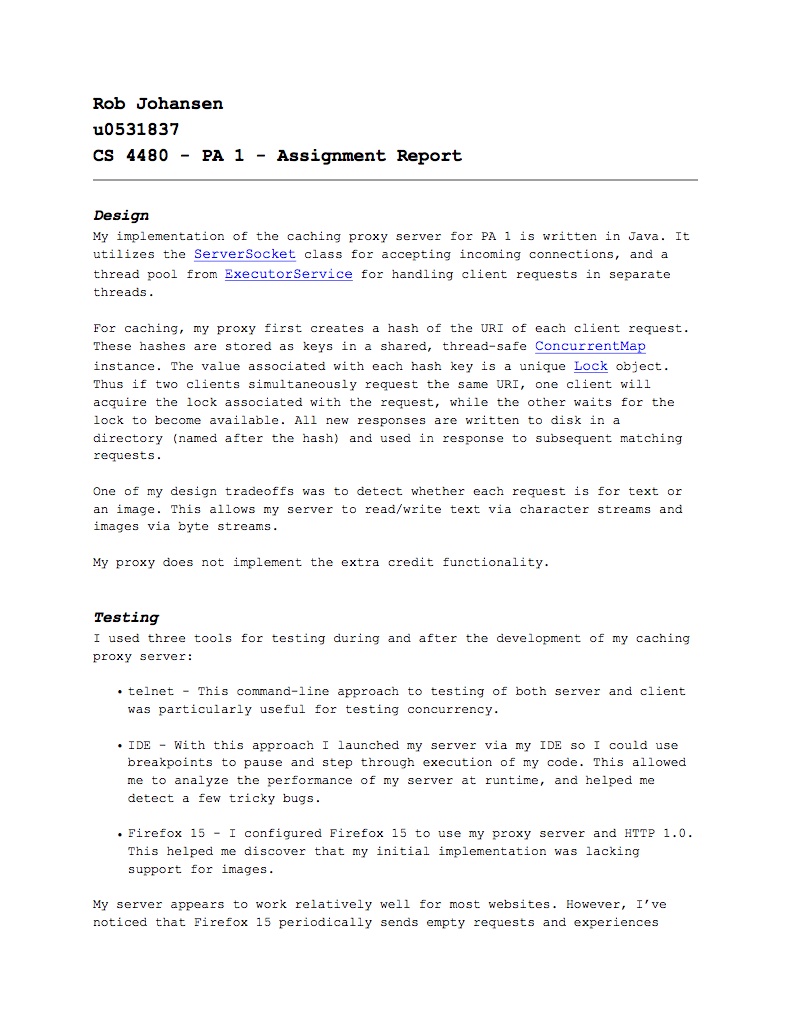 Rob Johansen
u0531837
CS 4480 - PA 1 - Assignment Report
Design
My implementation of the caching proxy server for PA 1 is written in Java. It
utilizes the ServerSocket class for accepting incoming connections, and a
thread pool from ExecutorService for handling client requests in separate
threads.
For caching, my proxy first creates a hash of the URI of each client request.
These hashes are stored as keys in a shared, thread-safe ConcurrentMap
instance. The value associated with each hash key is a unique Lock object.
Thus if two clients simultaneously request the same URI, one client will
acquire the lock associated with the request, while the other waits for the
lock to become available. All new responses are written to disk in a
directory (named after the hash) and used in response to subsequent matching
requests.
One of my design tradeoffs was to detect whether each request is for text or
an image. This allows my server to read/write text via character streams and
images via byte streams.
My proxy does not implement the extra credit functionality.
Testing
I used three tools for testing during and after the development of my caching
proxy server:
• telnet - This command-line approach to testing of both server and client
was particularly useful for testing concurrency.
• IDE - With this approach I launched my server via my IDE so I could use
breakpoints to pause and step through execution of my code. This allowed
me to analyze the performance of my server at runtime, and helped me
detect a few tricky bugs.
• Firefox 15 - I configured Firefox 15 to use my proxy server and HTTP 1.0.
This helped me discover that my initial implementation was lacking
support for images.
My server appears to work relatively well for most websites. However, I’ve
noticed that Firefox 15 periodically sends empty requests and experiences